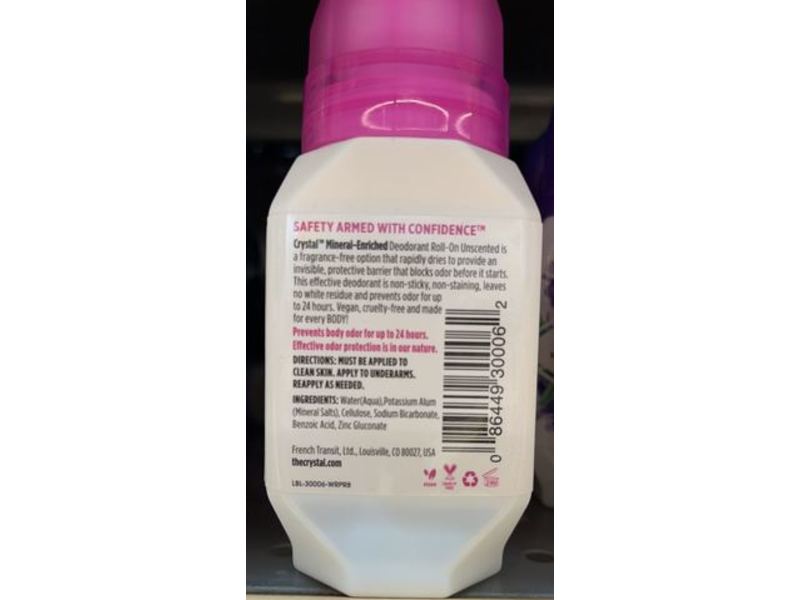 SAFETY ARMED WITH CONFIDENCE™
Crystal™ Mineral-Enriched Deodorant Roll-On Unscented is
a fragrance-free option that rapidly dries to provide an
invisible, protective barrier that blocks odor before it starts.
This effective deodorant is non-sticky, non-staining, leaves
no white residue and prevents odor for up
to 24 hours. Vegan, cruelty-free and made
for every BODY!
Prevents body odor for up to 24 hours.
Effective odor protection is in our nature.
DIRECTIONS: MUST BE APPLIED TO
CLEAN SKIN. APPLY TO UNDERARMS.
REAPPLY AS NEEDED.
INGREDIENTS: Water(Aqua),Potassium Alum
(Mineral Salts), Cellulose, Sodium Bicarbonate,
Benzoic Acid, Zinc Gluconate
French Transit, Ltd., Louisville, CO 80027, USA
thecrystal.com
LBL-30006-WRPRB
VEGAN
0 86449 30006 2